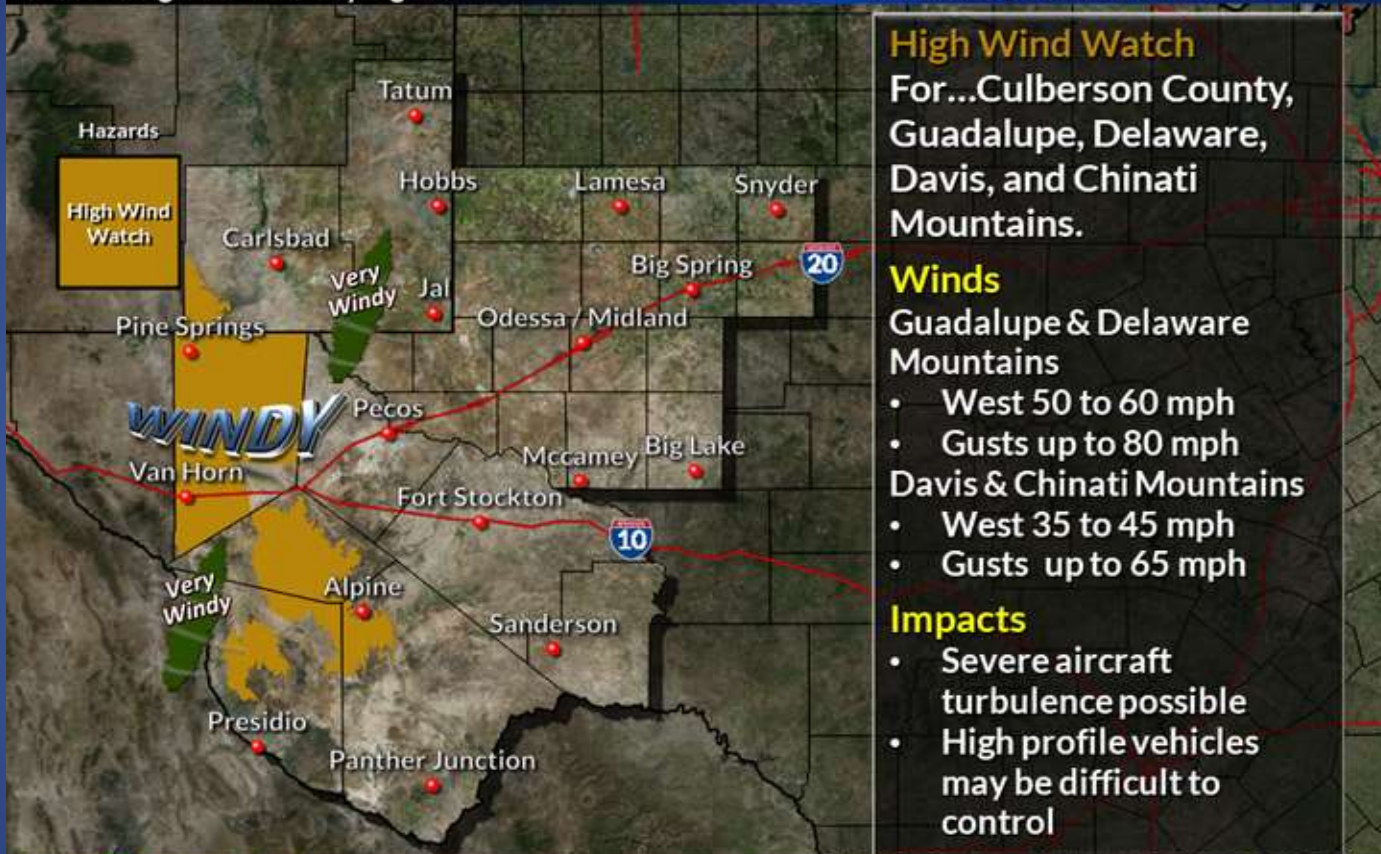 Tatum
Hazards
High Wind
Watch
Hobbs
Lamesa
Snyder
Carlsbad
Very
Windy
Jal
Big Spring
20
Pine Springs
Odessa / Midland
WINDY
Pecos
Van Horn
Mccamey
Big Lake
Fort Stockton
10
Very
Windy
Alpine
Sanderson
Presidio
Panther Junction
High Wind Watch
For...Culberson County,
Guadalupe, Delaware,
Davis, and Chinati
Mountains.
Winds
Guadalupe & Delaware
Mountains
• West 50 to 60 mph
• Gusts up to 80 mph
Davis & Chinati Mountains
• West 35 to 45 mph
• Gusts up to 65 mph
Impacts
• Severe aircraft
turbulence possible
• High profile vehicles
may be difficult to
control